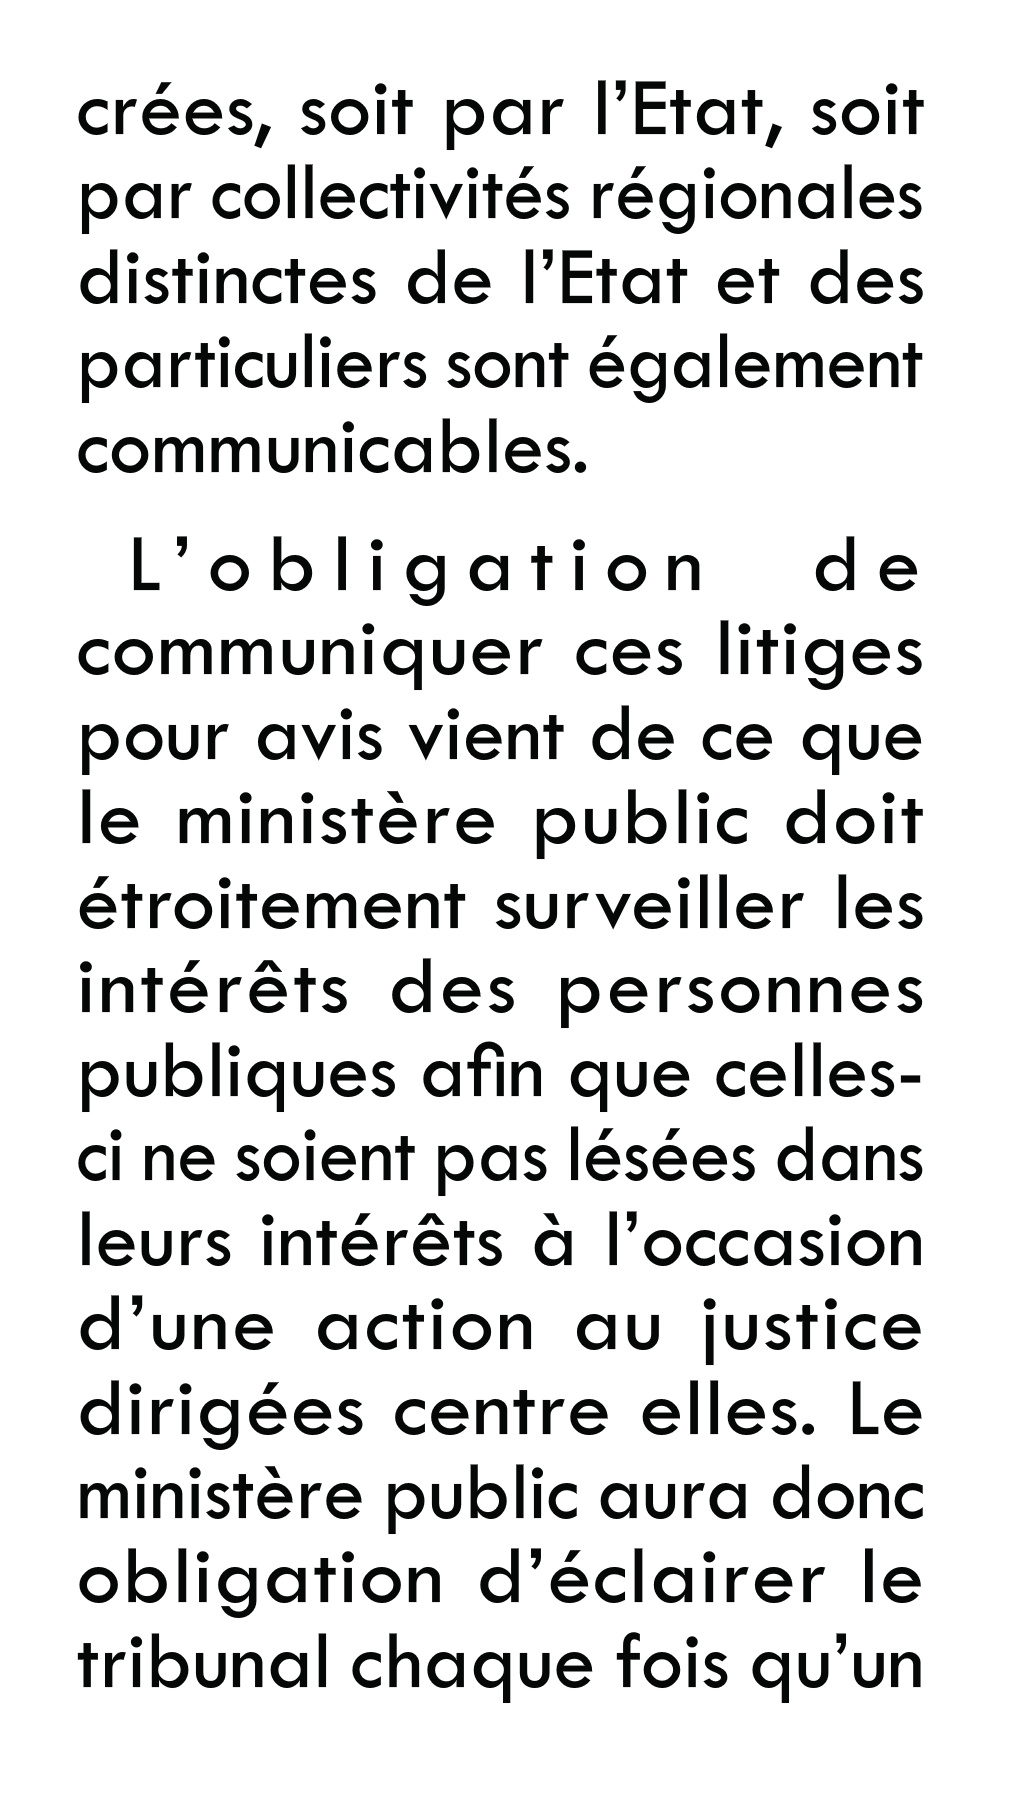 crées, soit par l’Etat, soit
par collectivités régionales
distinctes de l’Etat et des
particuliers sont également
communicables.
L’obligation de
communiquer ces litiges
pour avis vient de ce que
le ministère public doit
étroitement surveiller les
intérêts des personnes
publiques afin que celles-
ci ne soient pas lésées dans
leurs intérêts à l’occasion
d’une action au justice
dirigées centre elles. Le
ministère public aura donc
obligation d’éclairer le
tribunal chaque fois qu’un